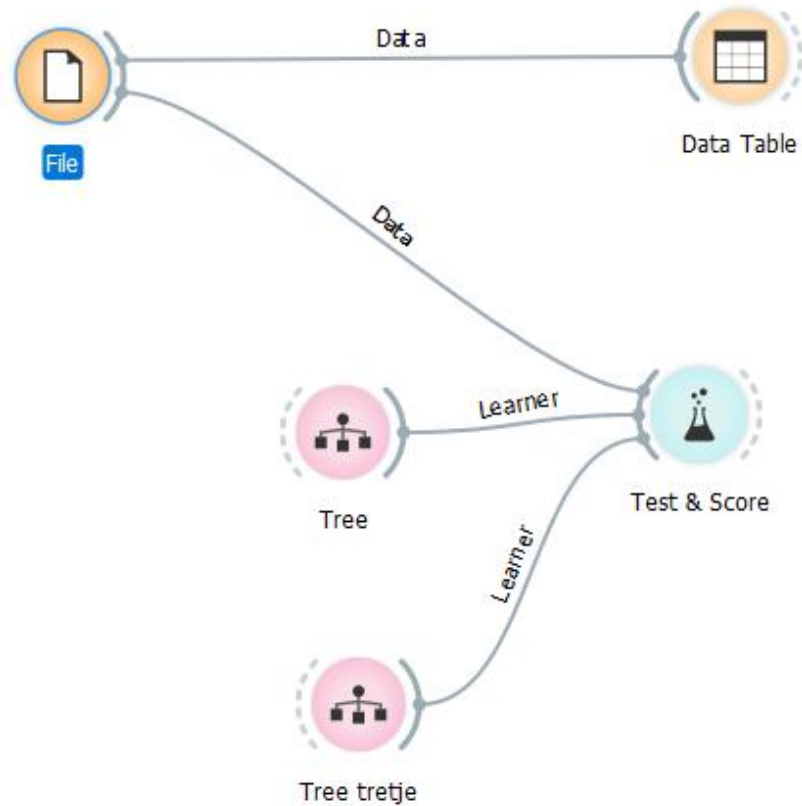 Data
Data Table
File
Data
Learner
Test & Score
Tree
Learner
Tree tretje